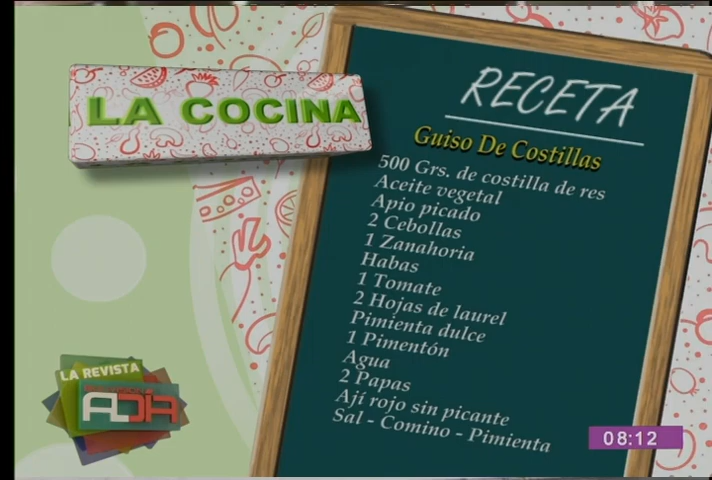 LA COCINA
RECETA
Guiso De Costillas
500 Grs. de costilla de res
Aceite vegetal
Apio picado
2 Cebollas
1 Zanahoria
Habas
1 Tomate
2 Hojas de laurel
Pimienta dulce
1 Pimentón
Agua
2 Papas
Ají rojo sin picante
Sal - Comino - Pimienta
LA REVISTA
AL DIA
08:12